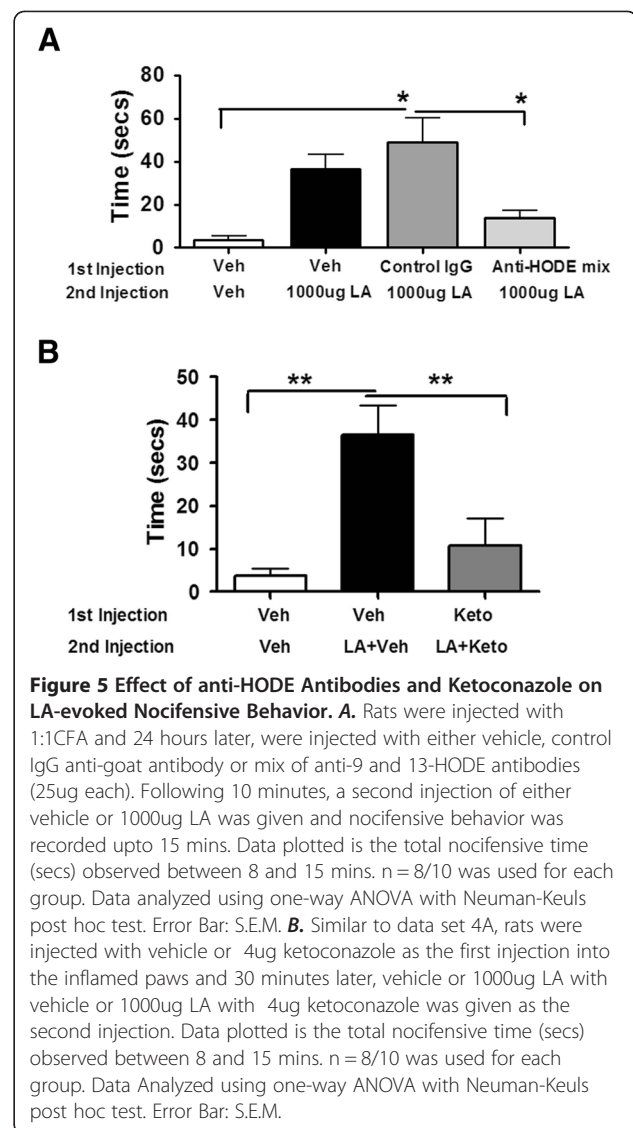 A
Time (secs)
80
60
40
20
0
*
*
1st Injection Veh Veh Control IgG Anti-HODE mix
2nd Injection Veh 1000ug LA 1000ug LA 1000ug LA
B
Time (secs)
50
40
30
20
10
0
**
**
1st Injection Veh Veh Keto
2nd Injection Veh LA+Veh LA+Keto
Figure 5 Effect of anti-HODE Antibodies and Ketoconazole on
LA-evoked Nocifensive Behavior. A. Rats were injected with
1:1CFA and 24 hours later, were injected with either vehicle, control
IgG anti-goat antibody or mix of anti-9 and 13-HODE antibodies
(25ug each). Following 10 minutes, a second injection of either
vehicle or 1000ug LA was given and nocifensive behavior was
recorded upto 15 mins. Data plotted is the total nocifensive time
(secs) observed between 8 and 15 mins. n = 8/10 was used for each
group. Data analyzed using one-way ANOVA with Neuman-Keuls
post hoc test. Error Bar: S.E.M. B. Similar to data set 4A, rats were
injected with vehicle or 4ug ketoconazole as the first injection into
the inflamed paws and 30 minutes later, vehicle or 1000ug LA with
vehicle or 1000ug LA with 4ug ketoconazole was given as the
second injection. Data plotted is the total nocifensive time (secs)
observed between 8 and 15 mins. n = 8/10 was used for each
group. Data Analyzed using one-way ANOVA with Neuman-Keuls
post hoc test. Error Bar: S.E.M.